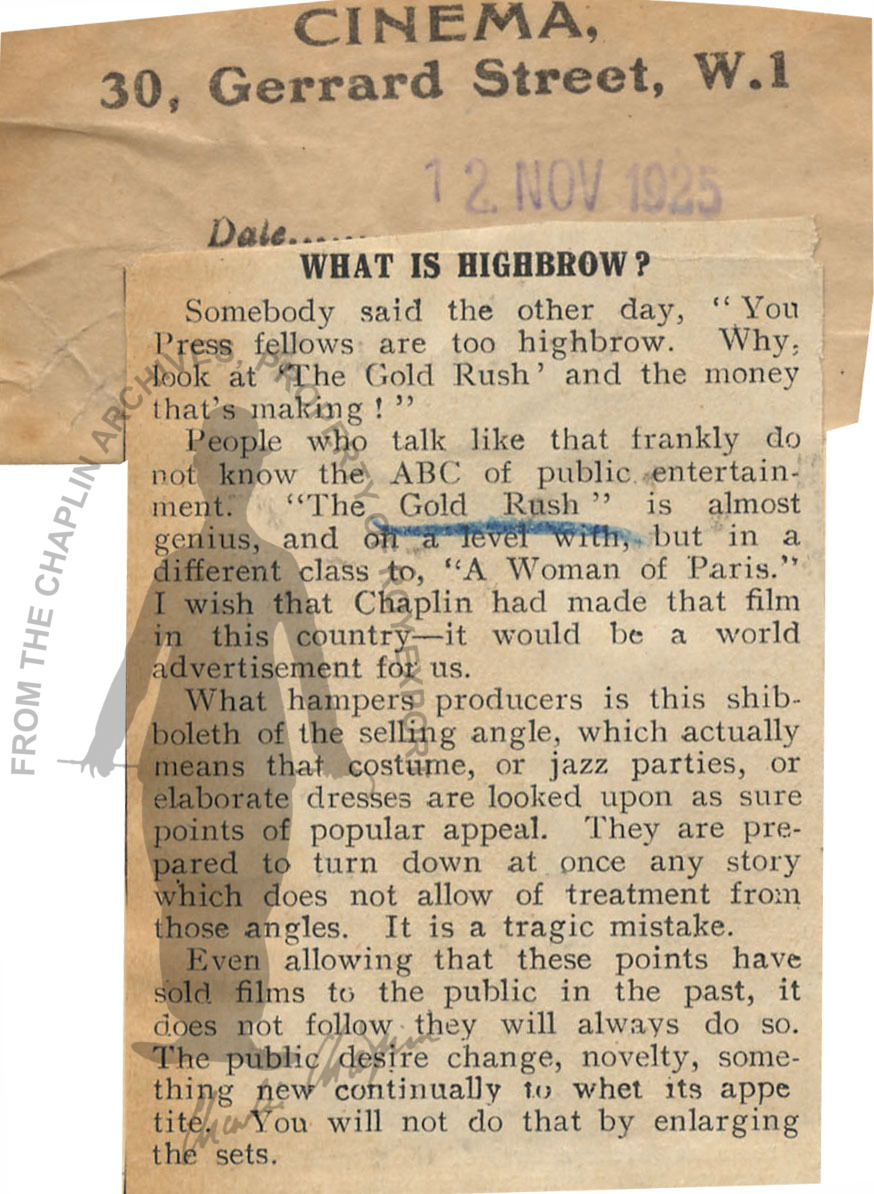 CINEMA,
30, Gerrard Street, W.1
12 NOV 1925
Date......
WHAT IS HIGHBROW?
Somebody said the other day, "You
Press fellows are too highbrow. Why,
look at 'The Gold Rush' and the money
that's making!"
People who talk like that frankly do
not know the ABC of public entertain-
ment. "The Gold Rush" is almost
genius, and on a level with, but in a
different class to, "A Woman of Paris."
I wish that Chaplin had made that film
in this country—it would be a world
advertisement for us.
What hampers producers is this shib-
boleth of the selling angle, which actually
means that costume, or jazz parties, or
elaborate dresses are looked upon as sure
points of popular appeal. They are pre-
pared to turn down at once any story
which does not allow of treatment from
those angles. It is a tragic mistake.
Even allowing that these points have
sold films to the public in the past, it
does not follow they will always do so.
The public desire change, novelty, some-
thing new continually to whet its appe
tite. You will not do that by enlarging
the sets.
FROM THE CHAPLIN ARCHIVES, PROPERTY OF ROY EXPORT
Charlie Chaplin